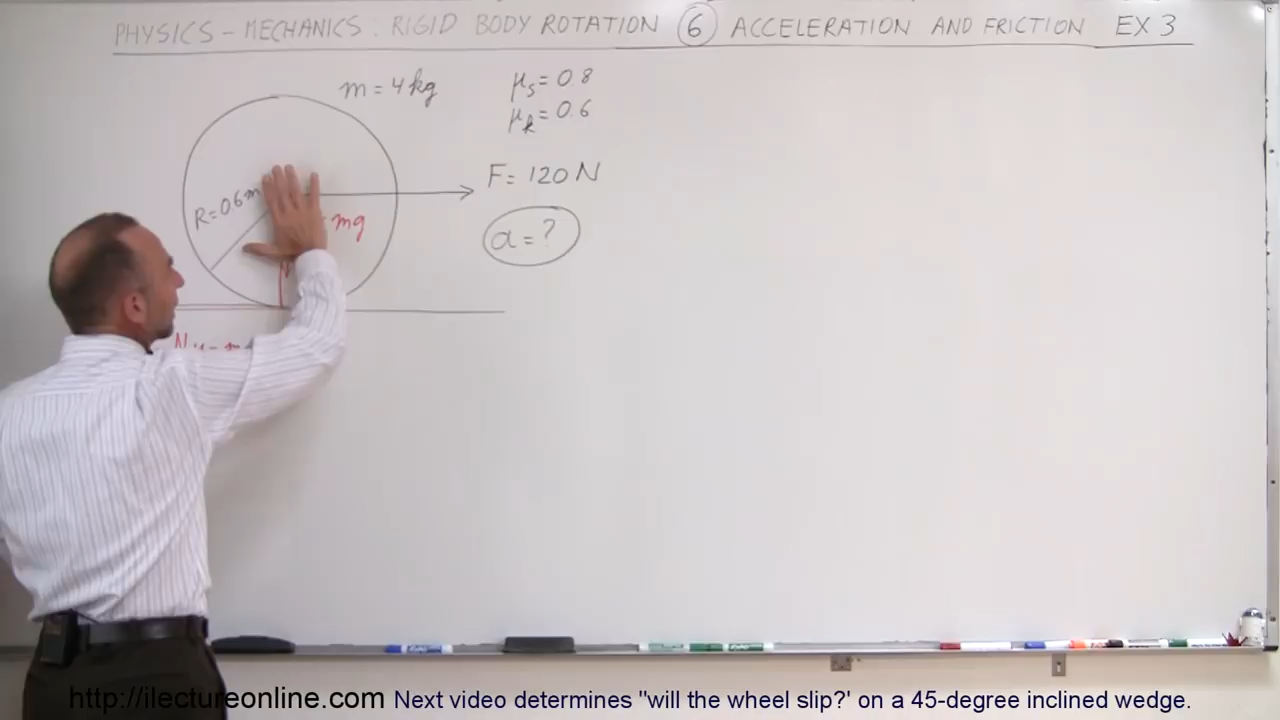 PHYSICS - MECHANICS: RIGID BODY ROTATION 6 ACCELERATION AND FRICTION EX 3
m = 4 kg
μs = 0.8
μk = 0.6
F = 120 N
R = 0.6 m
mg
a = ?
http://ilectureonline.com Next video determines "will the wheel slip?' on a 45-degree inclined wedge.